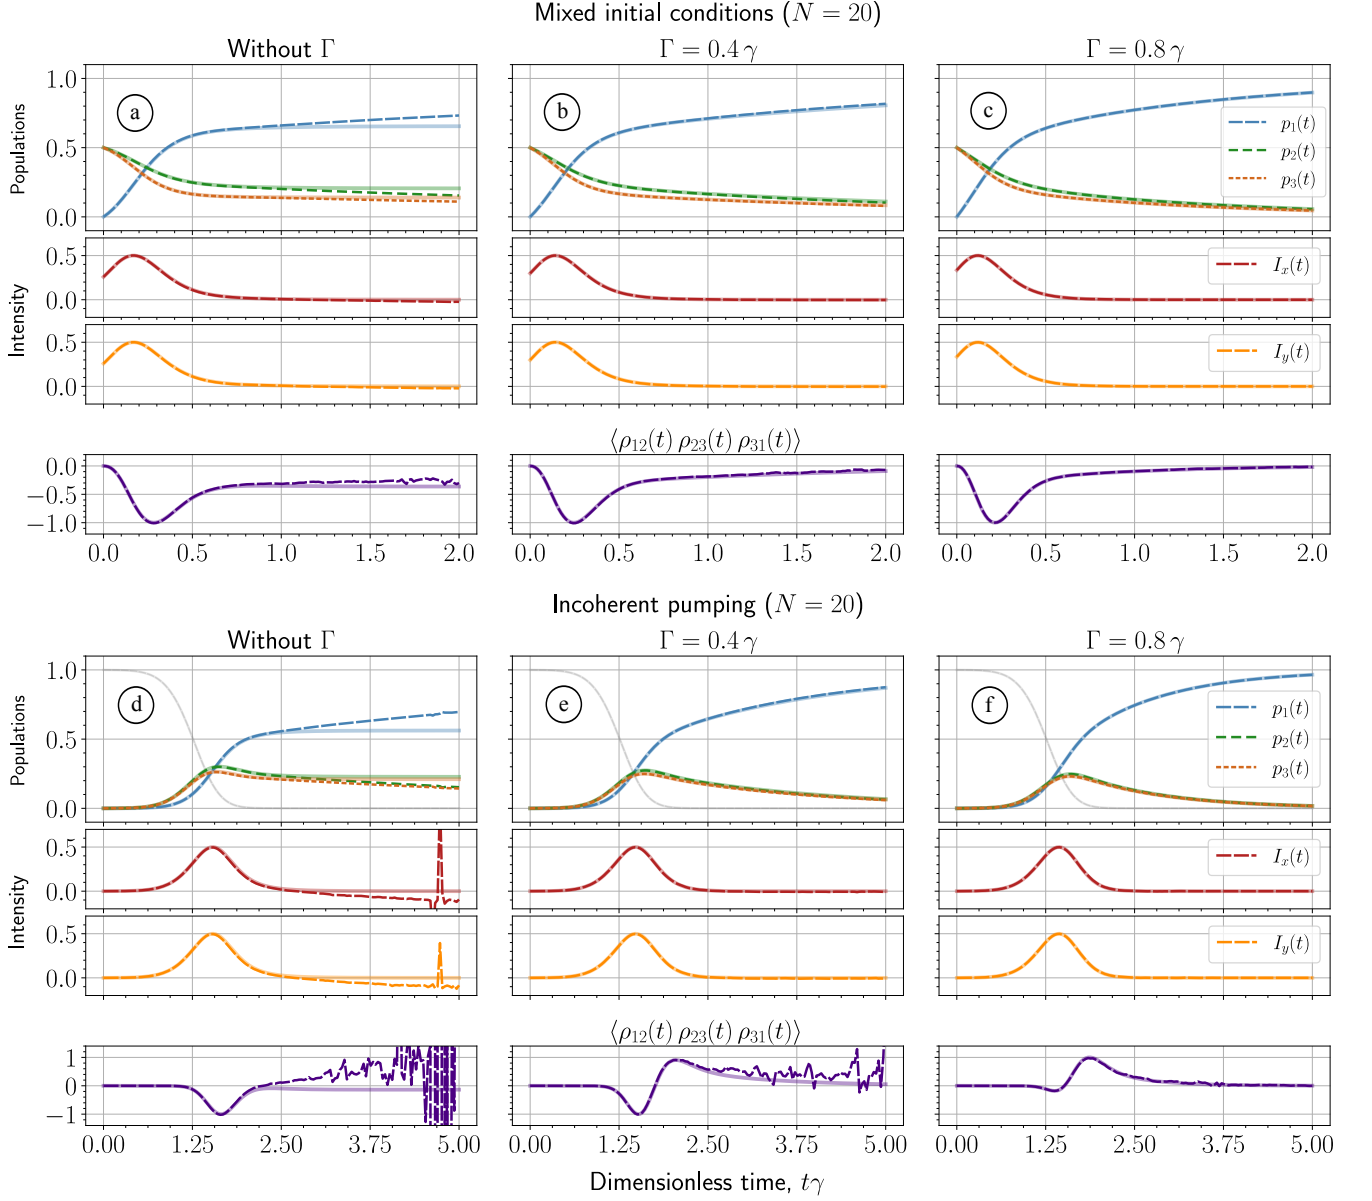 Mixed initial conditions (N = 20)
Without Γ
Γ = 0.4 γ
Γ = 0.8 γ
Populations
1.0
0.5
0.0
a
b
c
p₁(t)
p₂(t)
p₃(t)
Intensity
0.5
0.0
I_x(t)
0.5
0.0
I_y(t)
⟨ρ₁₂(t) ρ₂₃(t) ρ₃₁(t)⟩
0.0
−0.5
−1.0
0.0 0.5 1.0 1.5 2.0
0.0 0.5 1.0 1.5 2.0
0.0 0.5 1.0 1.5 2.0
Incoherent pumping (N = 20)
Without Γ
Γ = 0.4 γ
Γ = 0.8 γ
Populations
1.0
0.5
0.0
d
e
f
p₁(t)
p₂(t)
p₃(t)
Intensity
0.5
0.0
I_x(t)
0.5
0.0
I_y(t)
⟨ρ₁₂(t) ρ₂₃(t) ρ₃₁(t)⟩
1
0
−1
0.00 1.25 2.50 3.75 5.00
0.00 1.25 2.50 3.75 5.00
0.00 1.25 2.50 3.75 5.00
Dimensionless time, tγ